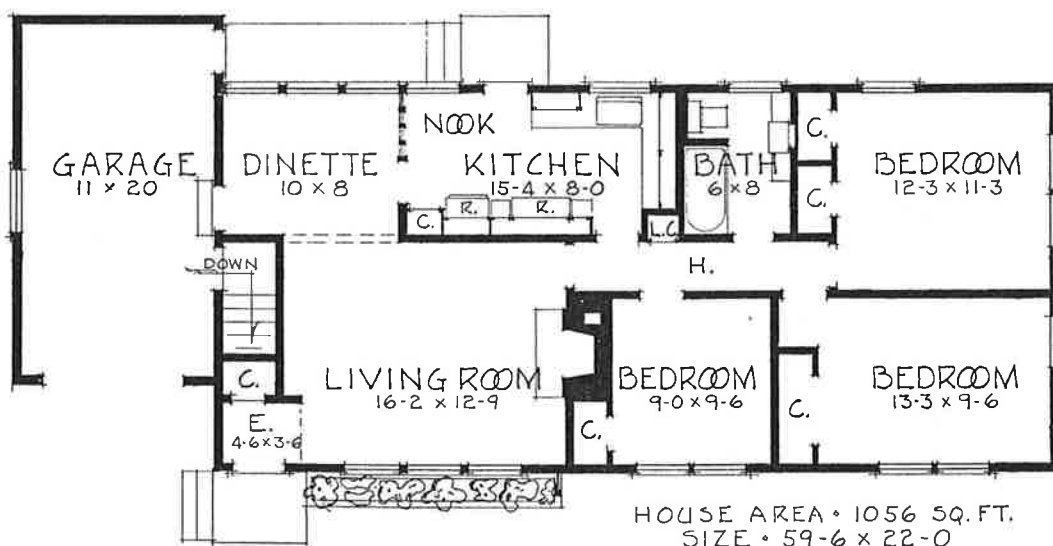 GARAGE
11 x 20
DINETTE
10 x 8
NOOK
KITCHEN
15-4 x 8-0
C.
R.
R.
L.C
BATH
6 x 8
C.
C.
BEDROOM
12-3 x 11-3
DOWN
H.
C.
E.
4-6 x 3-6
LIVING ROOM
16-2 x 12-9
C.
BEDROOM
9-0 x 9-6
C.
BEDROOM
13-3 x 9-6
HOUSE AREA • 1056 SQ. FT.
SIZE • 59-6 x 22-0